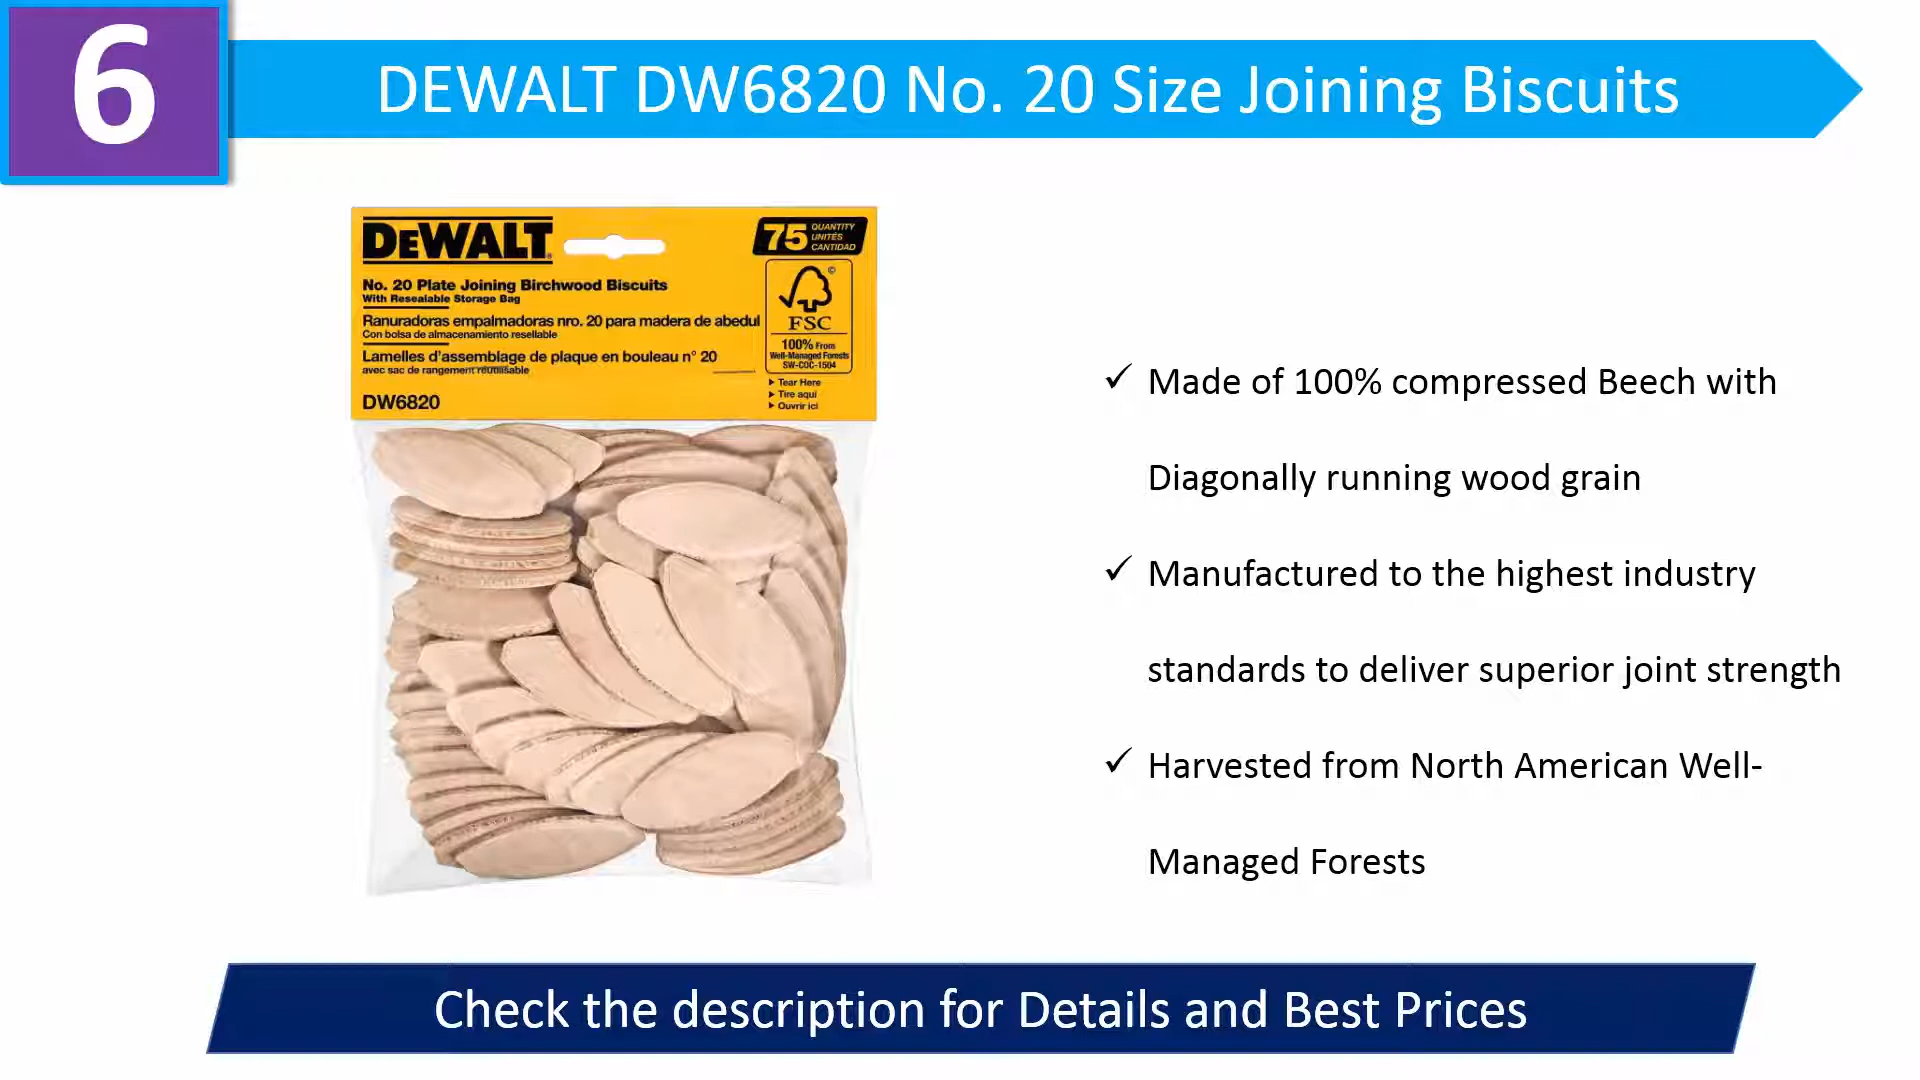 6
DEWALT DW6820 No. 20 Size Joining Biscuits
DEWALT
75 QUANTITY
UNITÉS
CANTIDAD
No. 20 Plate Joining Birchwood Biscuits
With Resealable Storage Bag
Ranuradoras empalmadoras nro. 20 para madera de abedul
Con bolsa de almacenamiento resellable
Lamelles d'assemblage de plaque en bouleau n° 20
avec sac de rangement réutilisable
DW6820
©
FSC
100% From
Well-Managed Forests
SW-COC-1504
Tear Here
Tire aquí
Ouvrir ici
✓ Made of 100% compressed Beech with
Diagonally running wood grain
✓ Manufactured to the highest industry
standards to deliver superior joint strength
✓ Harvested from North American Well-
Managed Forests
Check the description for Details and Best Prices